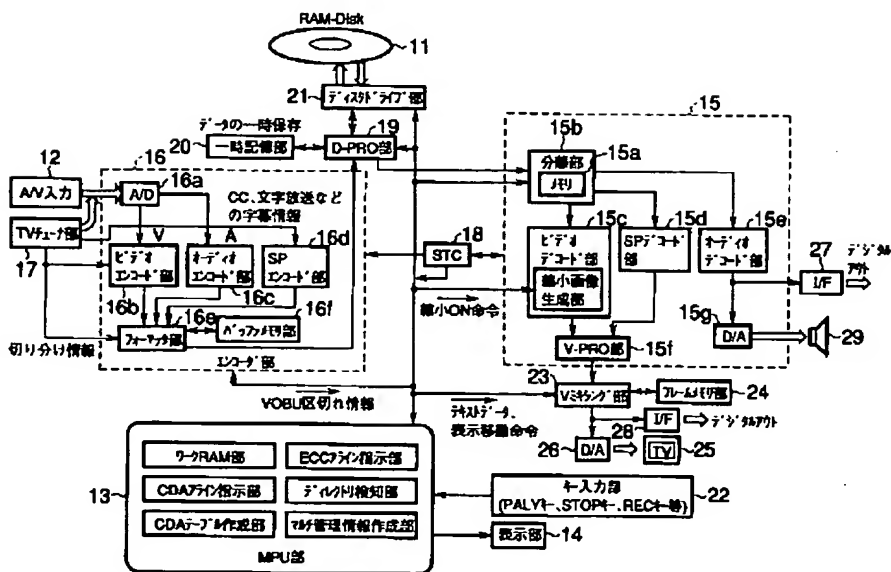 RAM-Disk
11
21
ディスクドライブ部
データの一時保存
20
一時記憶部
19
D-PRO部
12
A/V入力
TVチューナ部
17
16
16a
A/D
V
A
CC、文字放送など
の字幕情報
ビデオ
エンコード部
オーディオ
エンコード部
SP
エンコード部
16d
16b
16c
16e
16f
フォーマッタ部
バッファメモリ部
切り分け情報
エンコーダ部
VOBU区切れ情報
18
STC
縮小ON命令
15
15b
分離部
15a
メモリ
15c
ビデオ
デコード部
縮小画像
生成部
15d
SPデコード部
15e
オーディオ
デコード部
27
I/F
デジタル
アウト
15g
D/A
29
V-PRO部
15f
23
Vミキシング部
フレームメモリ部
24
テキストデータ、
表示移動命令
I/F
28
デジタルアウト
26
D/A
TV
25
13
ワークRAM部
ECCアライン指示部
CDAアライン指示部
ディレクトリ検知部
CDAテーブル作成部
マルチ管理情報作成部
MPU部
キー入力部
(PALYキー、STOPキー、RECキー等)
22
表示部
14